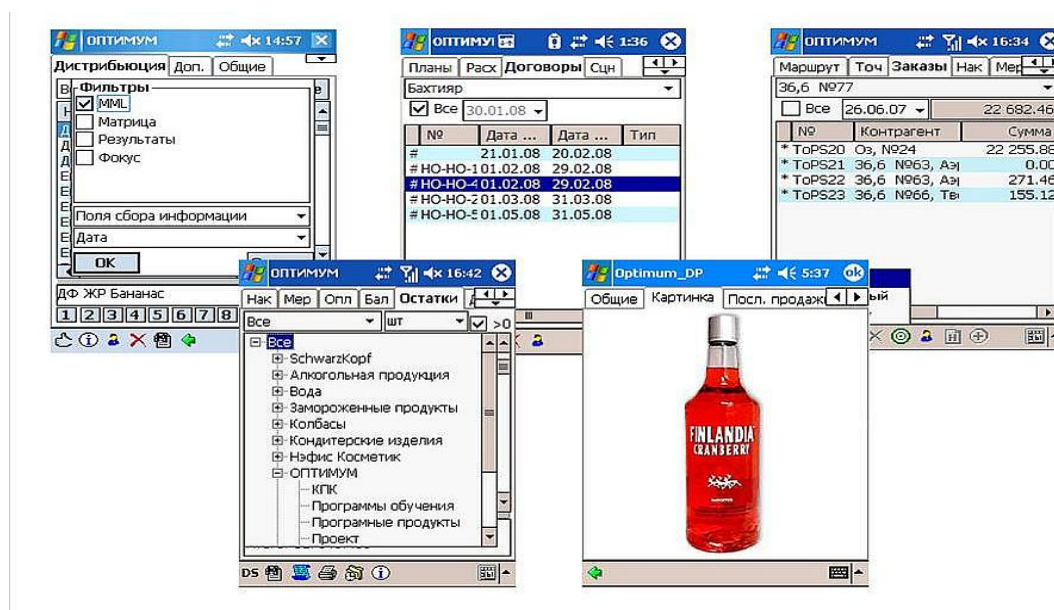 ОПТИМУМ 14:57
Дистрибьюция Доп. Общие
Фильтры
MML
Матрица
Результаты
Фокус
Поля сбора информации
Дата
OK
ДФ ЖР Бананас
1 2 3 4 5 6 7 8
ОПТИМУ 1:36
Планы Расх Договоры Сцн
Бахтияр
Все 30.01.08
№ Дата ... Дата ... Тип
# 21.01.08 20.02.08
# НО-НО-1 01.02.08 29.02.08
# НО-НО-4 01.02.08 29.02.08
# НО-НО-2 01.03.08 31.03.08
# НО-НО-5 01.05.08 31.05.08
ОПТИМУМ 16:34
Маршрут Точ Заказы Нак Мер
36,6 №77
Все 26.06.07 22 682.46
№ Контрагент Сумма
* ToPS20 Оз, №24 22 255.88
* ToPS21 36,6 №63, Аэр 0.00
* ToPS22 36,6 №63, Аэр 271.46
* ToPS23 36,6 №66, Тв 155.12
ый
ОПТИМУМ 16:42
Нак Мер Опл Бал Остатки
Все шт >0
Все
SchwarzKopf
Алкогольная продукция
Вода
Замороженные продукты
Колбасы
Кондитерские изделия
Нэфис Косметик
ОПТИМУМ
КПК
Программы обучения
Програмные продукты
Проект
DS
Optimum_DP 5:37 ok
Общие Картинка Посл. продаж
FINLANDIA
CRANBERRY
IMPORTED